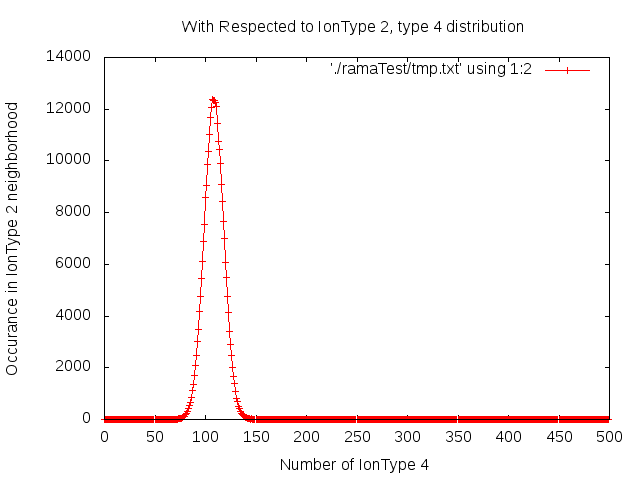 With Respected to IonType 2, type 4 distribution
'./ramaTest/tmp.txt' using 1:2
Occurance in IonType 2 neighborhood
14000
12000
10000
8000
6000
4000
2000
0
0 50 100 150 200 250 300 350 400 450 500
Number of IonType 4